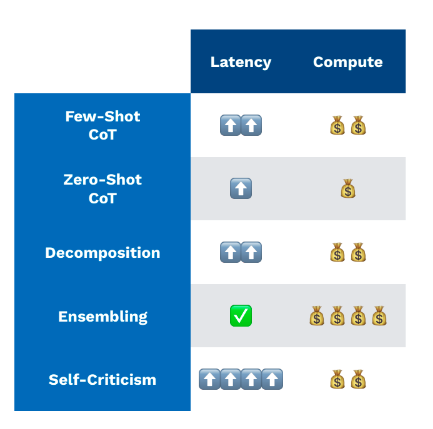 Latency Compute
Few-Shot
CoT
Zero-Shot
CoT
Decomposition
Ensembling
Self-Criticism